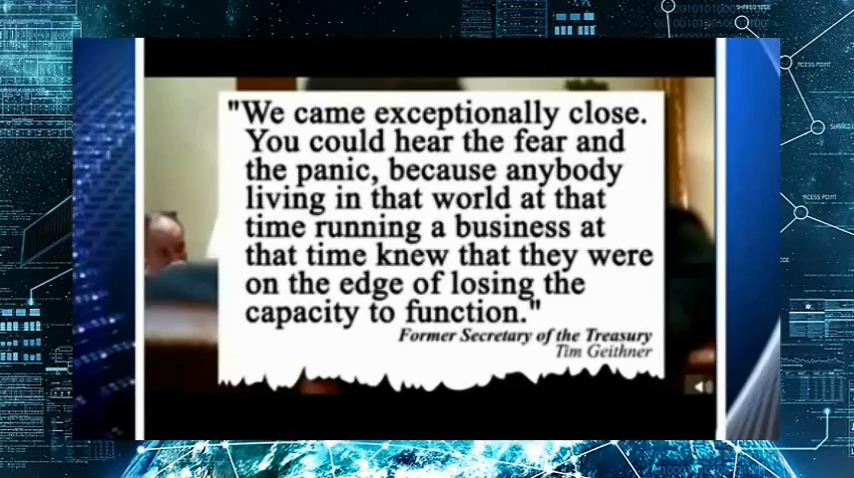 "We came exceptionally close.
You could hear the fear and
the panic, because anybody
living in that world at that
time running a business at
that time knew that they were
on the edge of losing the
capacity to function."
Former Secretary of the Treasury
Tim Geithner
ACCESS POINT